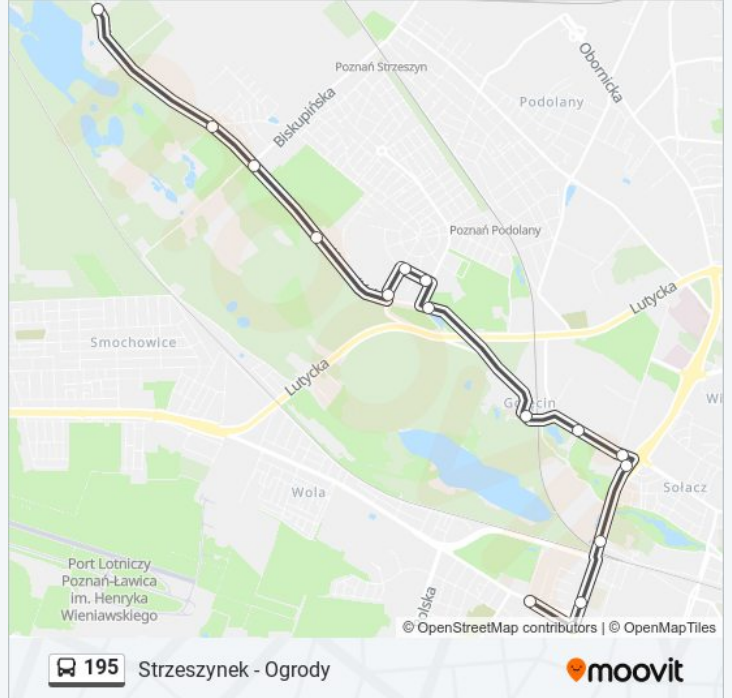 Obornicka
Poznań Strzeszyn
Podolany
Biskupińska
Poznań Podolany
Lutycka
Smochowice
Lutycka
Sołacz
Wola
Port Lotniczy
Poznań-Ławica
im. Henryka
Wieniawskiego
© OpenStreetMap contributors | © OpenMapTiles
195 Strzeszynek - Ogrody
moovit